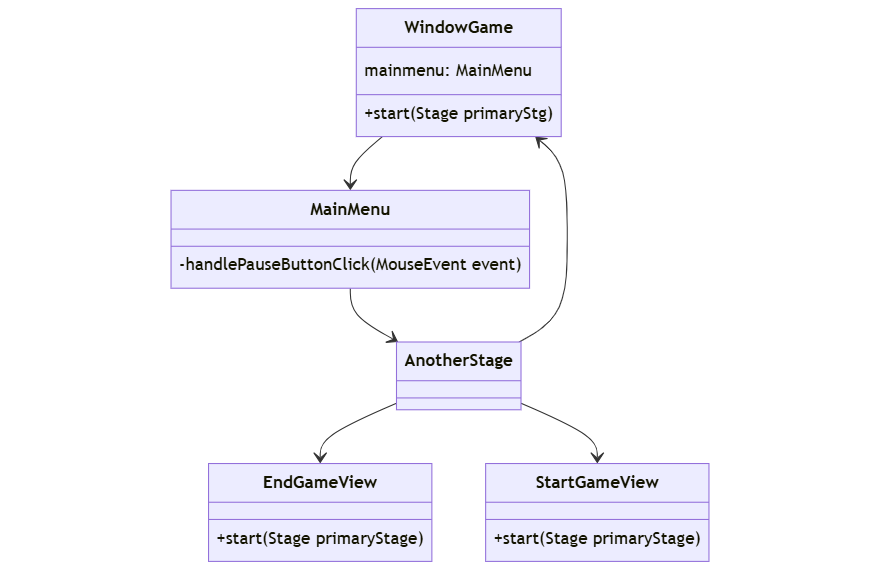 WindowGame
mainmenu: MainMenu
+start(Stage primaryStg)
MainMenu
-handlePauseButtonClick(MouseEvent event)
AnotherStage
EndGameView
+start(Stage primaryStage)
StartGameView
+start(Stage primaryStage)